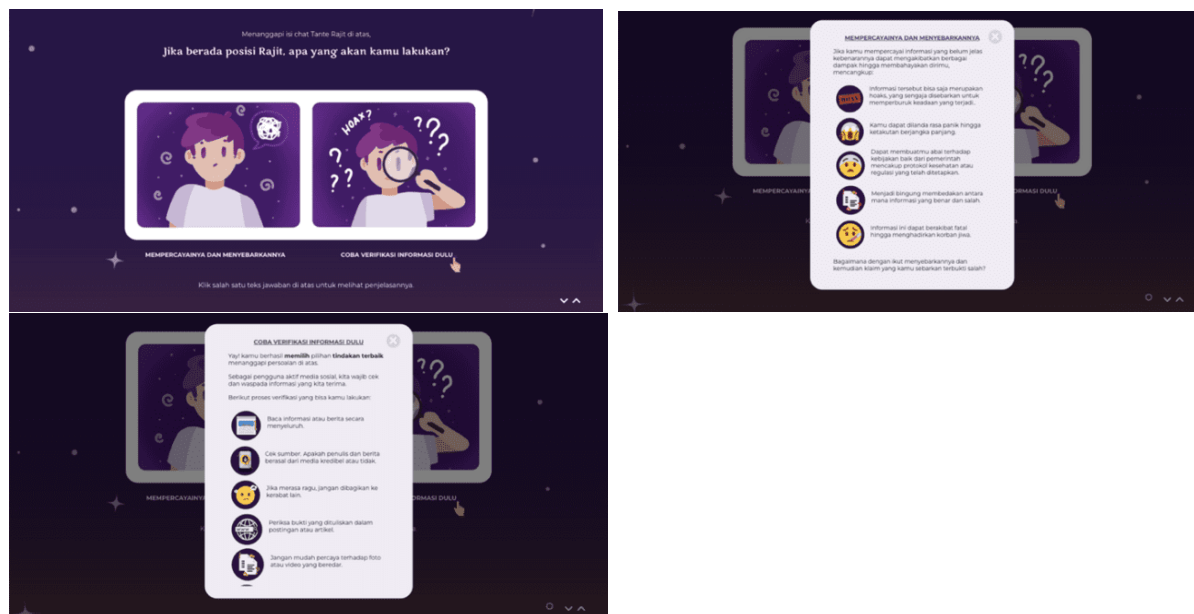 Menanggapi isi chat Tante Rajit di atas,
Jika berada posisi Rajit, apa yang akan kamu lakukan?
HOAX?
MEMPERCAYAINYA DAN MENYEBARKANNYA
COBA VERIFIKASI INFORMASI DULU
Klik salah satu teks jawaban di atas untuk melihat penjelasannya.
MEMPERCAYAINYA DAN MENYEBARKANNYA
Jika kamu mempercayai informasi yang belum jelas
kebenarannya dapat mengakibatkan berbagai
dampak hingga membahayakan dirimu,
mencangkup:
HOAX
Informasi tersebut bisa saja merupakan
hoaks, yang sengaja disebarkan untuk
memperburuk keadaan yang terjadi.
Kamu dapat dilanda rasa panik hingga
ketakutan berjangka panjang.
Dapat membuatmu abai terhadap
kebijakan baik dari pemerintah
mencakup protokol kesehatan atau
regulasi yang telah ditetapkan.
Menjadi bingung membedakan antara
mana informasi yang benar dan salah.
Informasi ini dapat berakibat fatal
hingga menghadirkan korban jiwa.
Bagaimana dengan ikut menyebarkannya dan
kemudian klaim yang kamu sebarkan terbukti salah?
MEMPERCAYAINY
ORMASI DULU
COBA VERIFIKASI INFORMASI DULU
Yay! kamu berhasil memilih pilihan tindakan terbaik
menanggapi persoalan di atas.
Sebagai pengguna aktif media sosial, kita wajib cek
dan waspada informasi yang kita terima.
Berikut proses verifikasi yang bisa kamu lakukan:
Baca informasi atau berita secara
menyeluruh.
Cek sumber. Apakah penulis dan berita
berasal dari media kredibel atau tidak.
Jika merasa ragu, jangan dibagikan ke
kerabat lain.
Periksa bukti yang dituliskan dalam
postingan atau artikel.
Jangan mudah percaya terhadap foto
atau video yang beredar.
MEMPERCAYAINY
ORMASI DULU